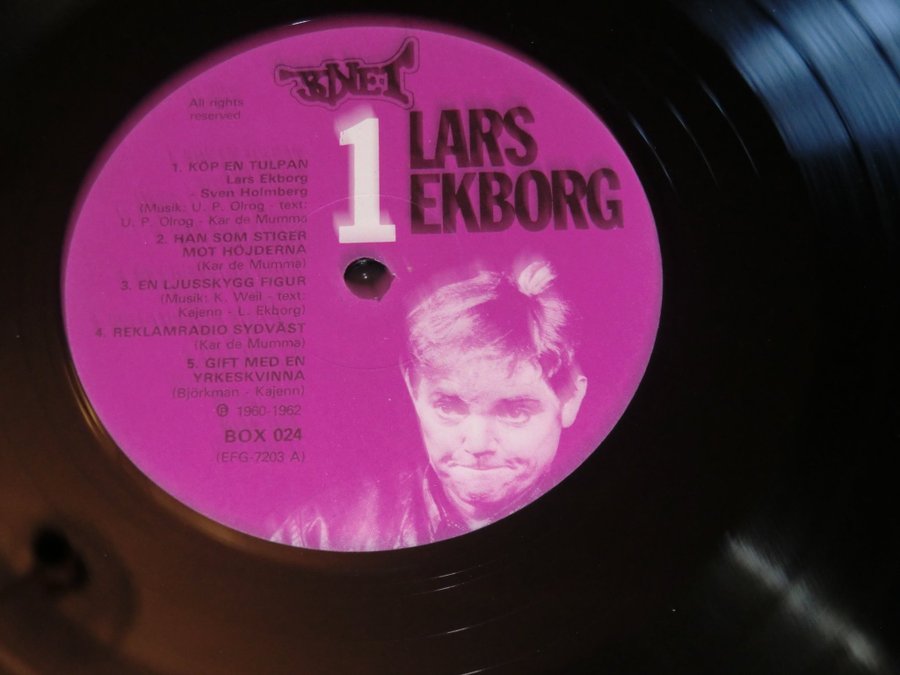 BNET
All rights
reserved
1
LARS
EKBORG
1. KÖP EN TULPAN
Lars Ekborg
- Sven Holmberg
(Musik: U. P. Olrog - text:
U. P. Olrog - Kar de Mumma
2. HAN SOM STIGER
MOT HÖJDERNA
(Kar de Mumma)
3. EN LJUSSKYGG FIGUR
(Musik: K. Weil - text:
Kajenn - L. Ekborg)
4. REKLAMRADIO SYDVÄST
(Kar de Mumma)
5. GIFT MED EN
YRKESKVINNA
(Björkman - Kajenn)
℗ 1960-1962
BOX 024
(EFG-7203 A)